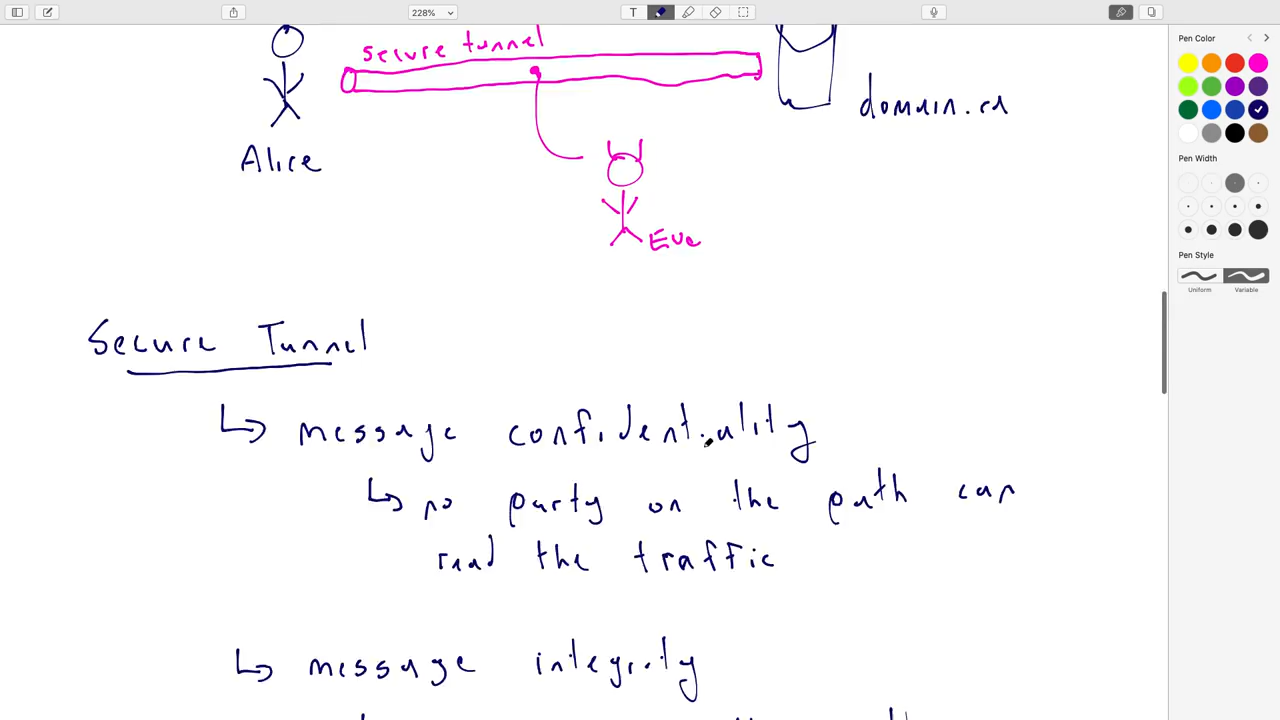 228%
T
secure tunnel
domain.ca
Alice
Eve
Secure Tunnel
↳ message confidentiality
↳ no party on the path can
read the traffic
↳ message integrity
Pen Color
Pen Width
Pen Style
Uniform
Variable